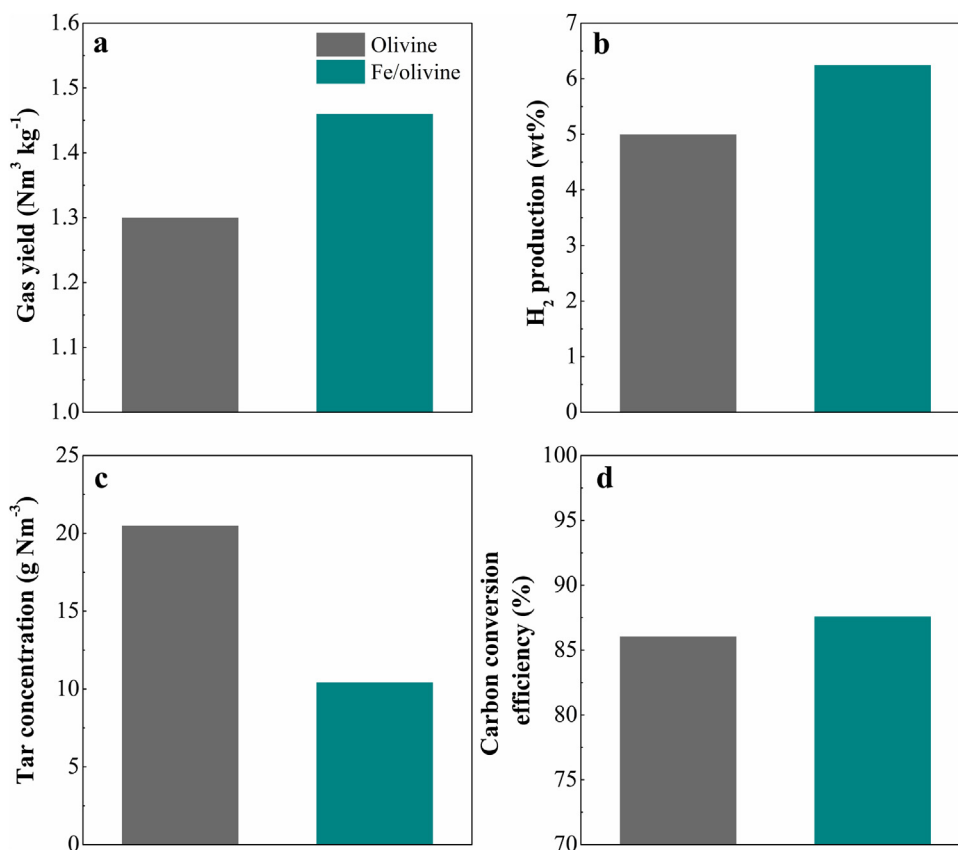 a
Olivine
Fe/olivine
Gas yield (Nm³ kg⁻¹)
1.6
1.5
1.4
1.3
1.2
1.1
1.0
b
H₂ production (wt%)
7
6
5
4
3
2
1
0
c
Tar concentration (g Nm⁻³)
25
20
15
10
5
0
d
Carbon conversion
efficiency (%)
100
95
90
85
80
75
70